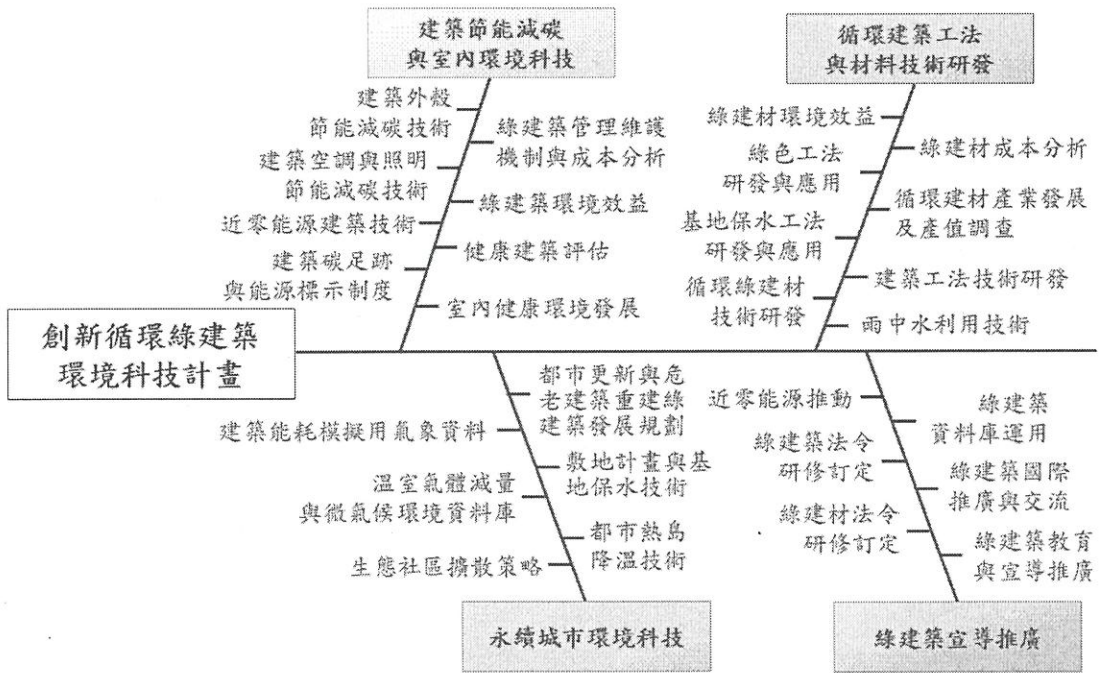 建築節能減碳
與室內環境科技
循環建築工法
與材料技術研發
建築外殼
節能減碳技術
建築空調與照明
節能減碳技術
近零能源建築技術
建築碳足跡
與能源標示制度
綠建築管理維護
機制與成本分析
綠建築環境效益
健康建築評估
室內健康環境發展
綠建材環境效益
綠色工法
研發與應用
基地保水工法
研發與應用
循環綠建材
技術研發
綠建材成本分析
循環建材產業發展
及產值調查
建築工法技術研發
雨中水利用技術
創新循環綠建築
環境科技計畫
建築能耗模擬用氣象資料
溫室氣體減量
與微氣候環境資料庫
生態社區擴散策略
都市更新與危
老建築重建綠
建築發展規劃
敷地計畫與基
地保水技術
都市熱島
降溫技術
近零能源推動
綠建築法令
研修訂定
綠建材法令
研修訂定
綠建築
資料庫運用
綠建築國際
推廣與交流
綠建築教育
與宣導推廣
永續城市環境科技
綠建築宣導推廣